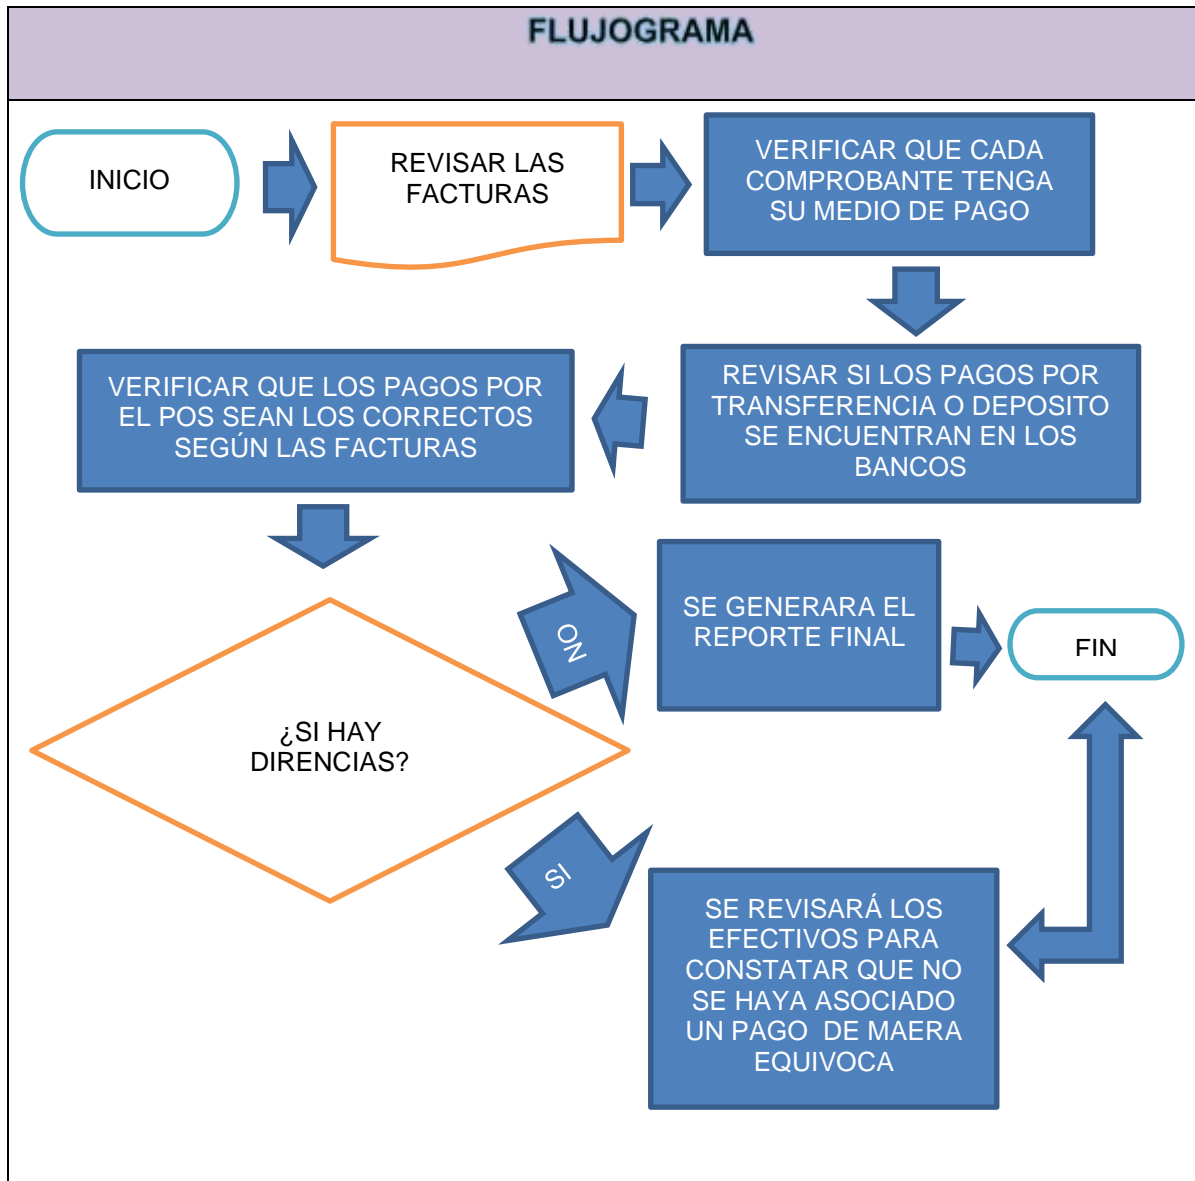 FLUJOGRAMA
INICIO
REVISAR LAS
FACTURAS
VERIFICAR QUE CADA
COMPROBANTE TENGA
SU MEDIO DE PAGO
REVISAR SI LOS PAGOS POR
TRANSFERENCIA O DEPOSITO
SE ENCUENTRAN EN LOS
BANCOS
VERIFICAR QUE LOS PAGOS POR
EL POS SEAN LOS CORRECTOS
SEGÚN LAS FACTURAS
¿SI HAY
DIRENCIAS?
NO
SE GENERARA EL
REPORTE FINAL
FIN
SI
SE REVISARÁ LOS
EFECTIVOS PARA
CONSTATAR QUE NO
SE HAYA ASOCIADO
UN PAGO  DE MAERA
EQUIVOCA